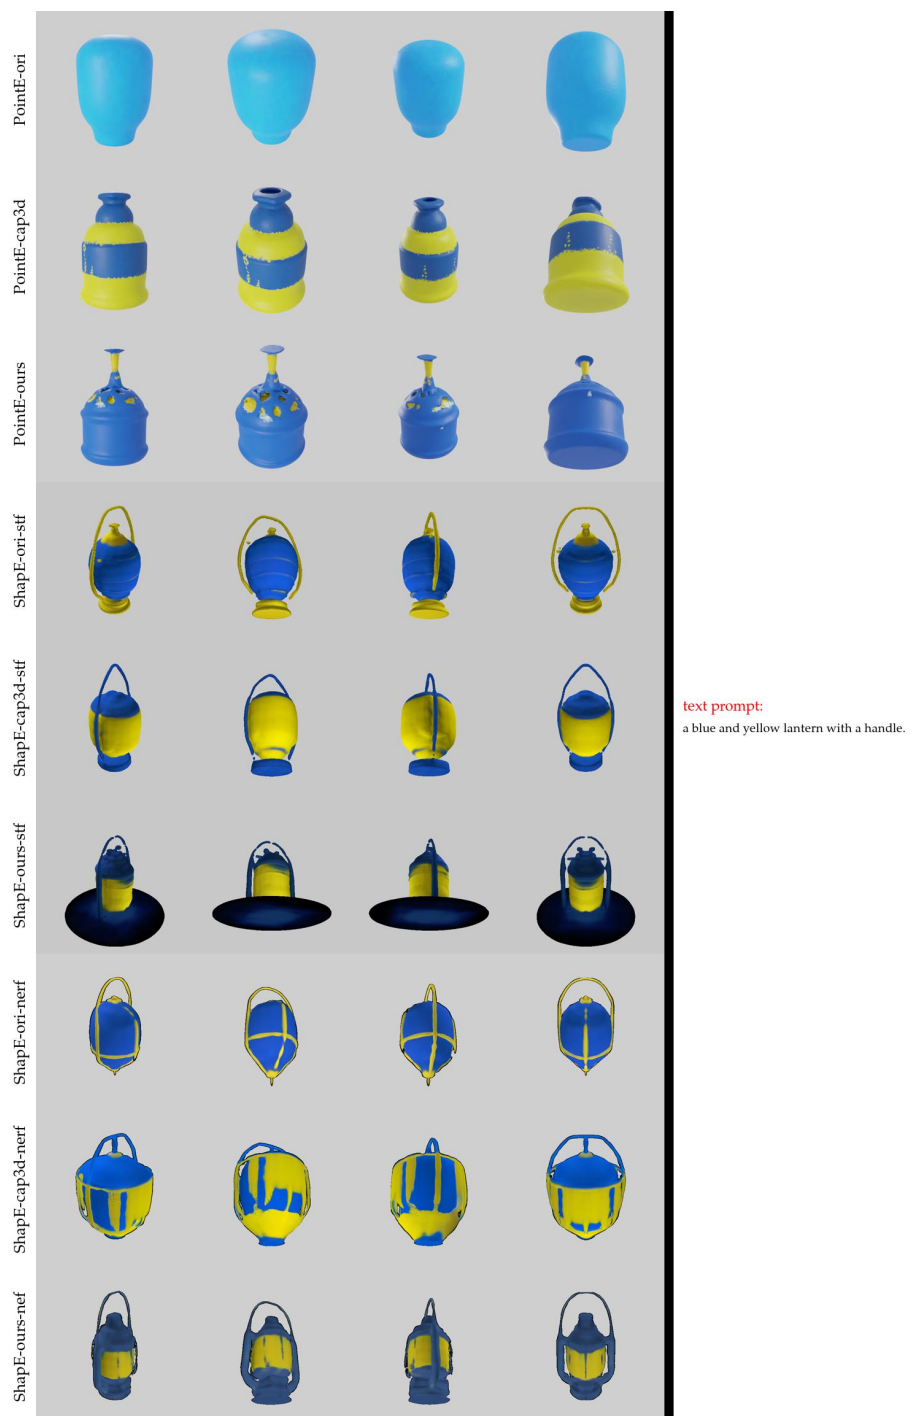 PointE-ori
PointE-cap3d
PointE-ours
ShapE-ori-stf
ShapE-cap3d-stf
ShapE-ours-stf
ShapE-ori-nerf
ShapE-cap3d-nerf
ShapE-ours-nef
text prompt:
a blue and yellow lantern with a handle.